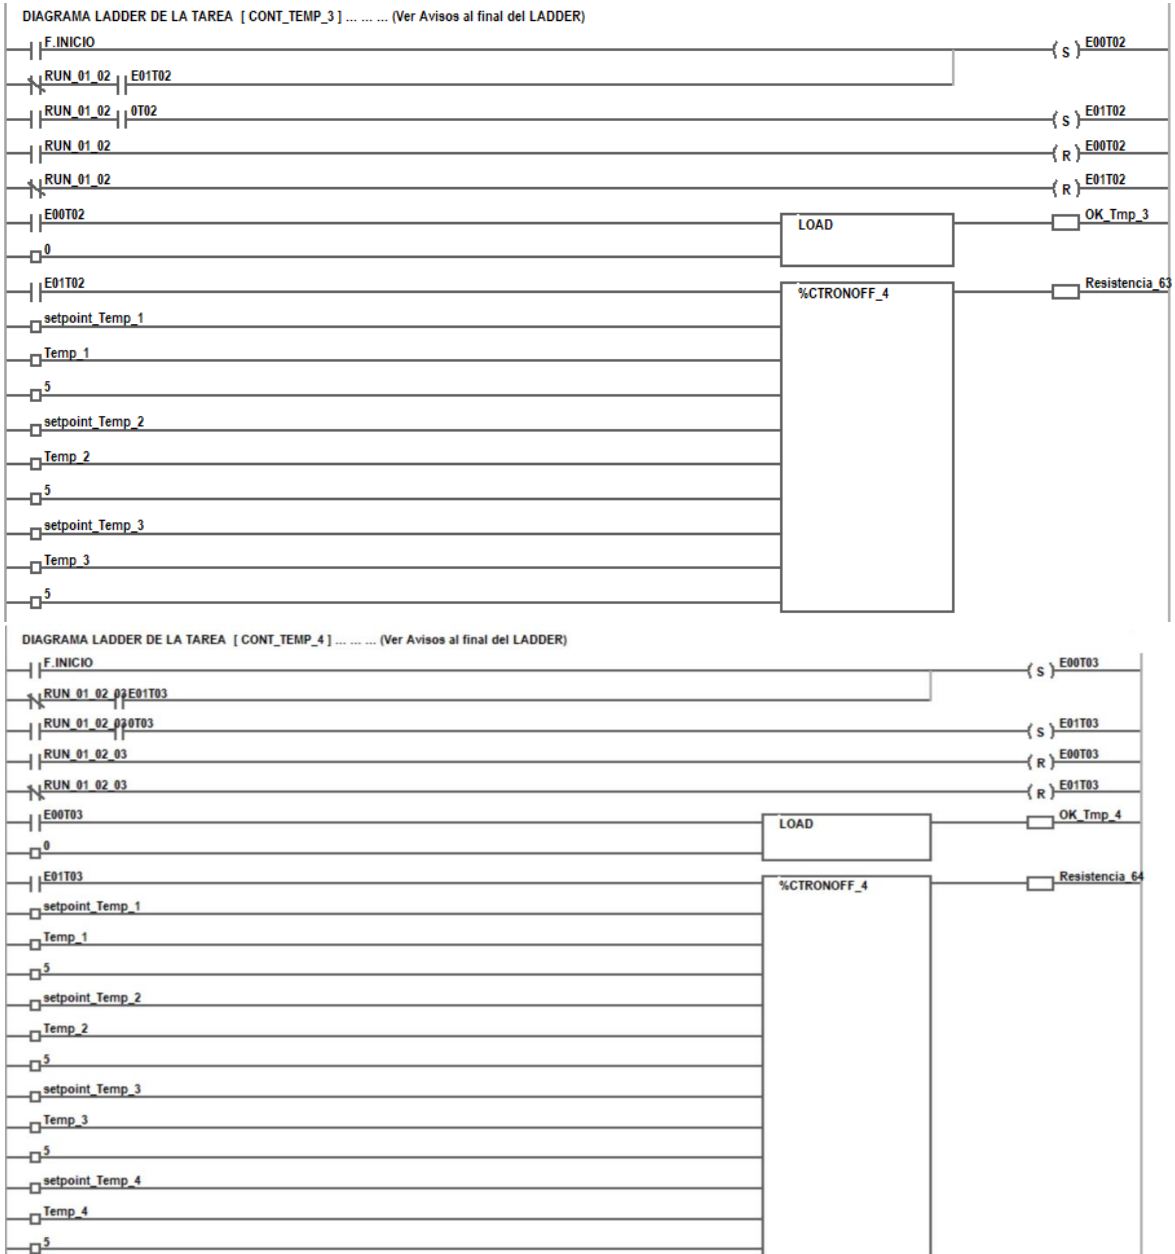 DIAGRAMA LADDER DE LA TAREA [ CONT_TEMP_3 ] ... ... ... (Ver Avisos al final del LADDER)
F.INICIO S E00T02
RUN_01_02 E01T02
RUN_01_02 0T02 S E01T02
RUN_01_02 R E00T02
RUN_01_02 R E01T02
E00T02 LOAD OK_Tmp_3
0
E01T02 %CTRONOFF_4 Resistencia_63
setpoint_Temp_1
Temp_1
5
setpoint_Temp_2
Temp_2
5
setpoint_Temp_3
Temp_3
5
DIAGRAMA LADDER DE LA TAREA [ CONT_TEMP_4 ] ... ... ... (Ver Avisos al final del LADDER)
F.INICIO S E00T03
RUN_01_02_03 E01T03
RUN_01_02_03 0T03 S E01T03
RUN_01_02_03 R E00T03
RUN_01_02_03 R E01T03
E00T03 LOAD OK_Tmp_4
0
E01T03 %CTRONOFF_4 Resistencia_64
setpoint_Temp_1
Temp_1
5
setpoint_Temp_2
Temp_2
5
setpoint_Temp_3
Temp_3
5
setpoint_Temp_4
Temp_4
5